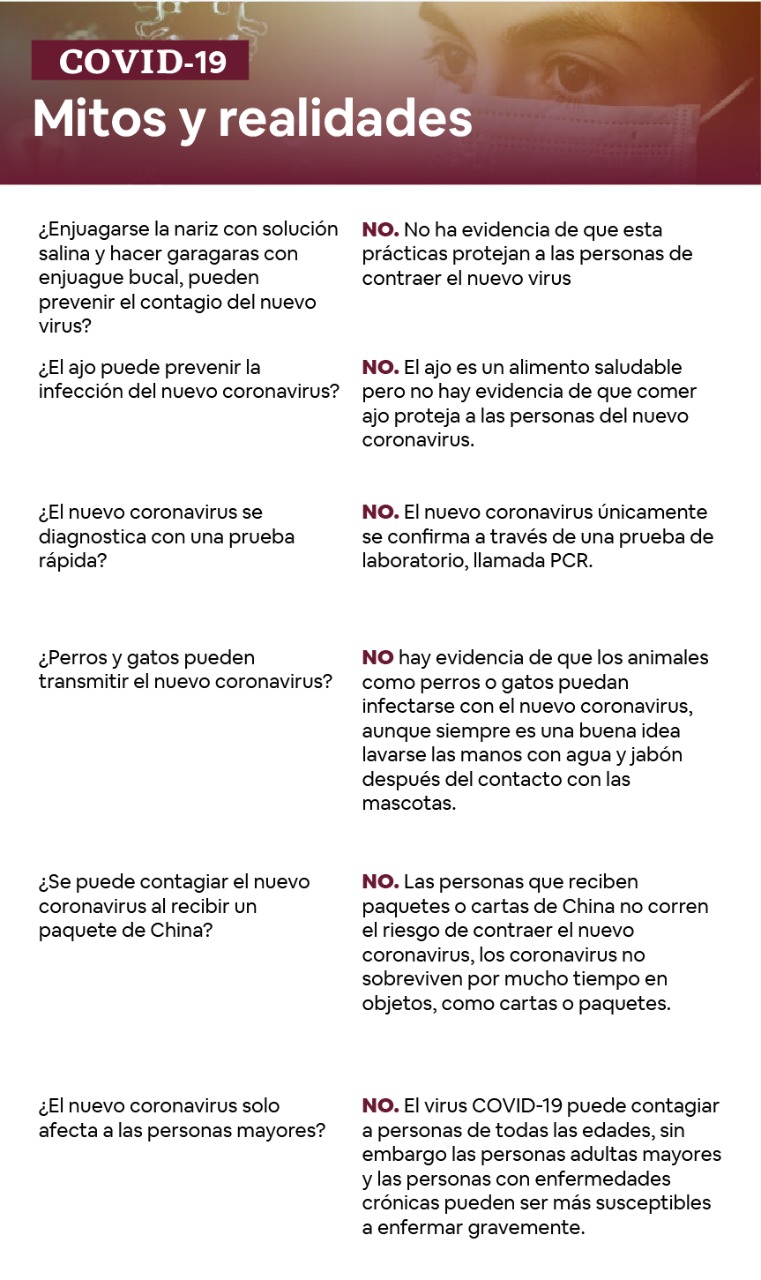 COVID-19
Mitos y realidades
¿Enjuagarse la nariz con solución
salina y hacer garagaras con
enjuague bucal, pueden
prevenir el contagio del nuevo
virus?
NO. No ha evidencia de que esta
prácticas protejan a las personas de
contraer el nuevo virus
¿El ajo puede prevenir la
infección del nuevo coronavirus?
NO. El ajo es un alimento saludable
pero no hay evidencia de que comer
ajo proteja a las personas del nuevo
coronavirus.
¿El nuevo coronavirus se
diagnostica con una prueba
rápida?
NO. El nuevo coronavirus únicamente
se confirma a través de una prueba de
laboratorio, llamada PCR.
¿Perros y gatos pueden
transmitir el nuevo coronavirus?
NO hay evidencia de que los animales
como perros o gatos puedan
infectarse con el nuevo coronavirus,
aunque siempre es una buena idea
lavarse las manos con agua y jabón
después del contacto con las
mascotas.
¿Se puede contagiar el nuevo
coronavirus al recibir un
paquete de China?
NO. Las personas que reciben
paquetes o cartas de China no corren
el riesgo de contraer el nuevo
coronavirus, los coronavirus no
sobreviven por mucho tiempo en
objetos, como cartas o paquetes.
¿El nuevo coronavirus solo
afecta a las personas mayores?
NO. El virus COVID-19 puede contagiar
a personas de todas las edades, sin
embargo las personas adultas mayores
y las personas con enfermedades
crónicas pueden ser más susceptibles
a enfermar gravemente.